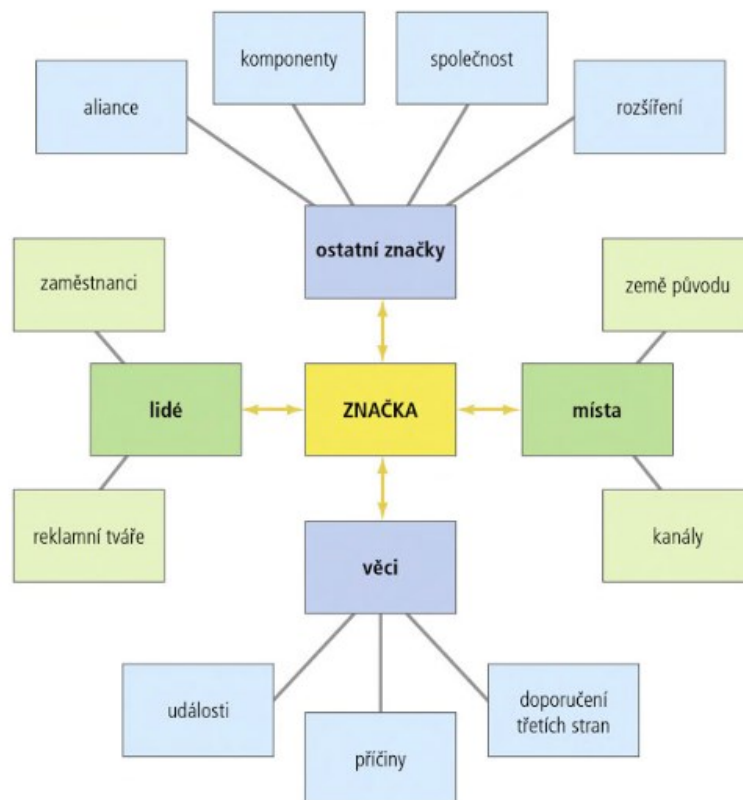 komponenty
společnost
aliance
rozšíření
ostatní značky
zaměstnanci
země původu
lidé
ZNAČKA
místa
reklamní tváře
kanály
věci
události
příčiny
doporučení
třetích stran